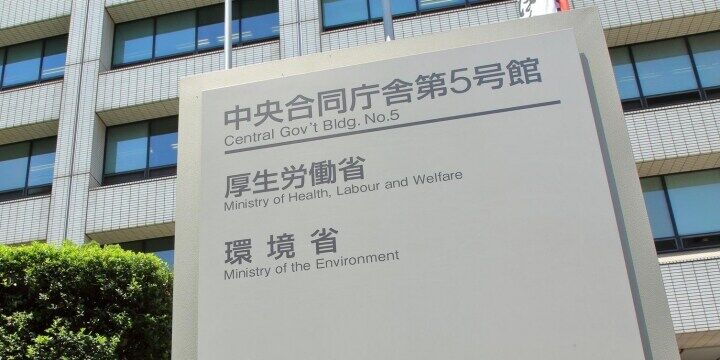 中央合同庁舎第5号館
Central Gov't Bldg. No.5
厚生労働省
Ministry of Health, Labour and Welfare
環境省
Ministry of the Environment